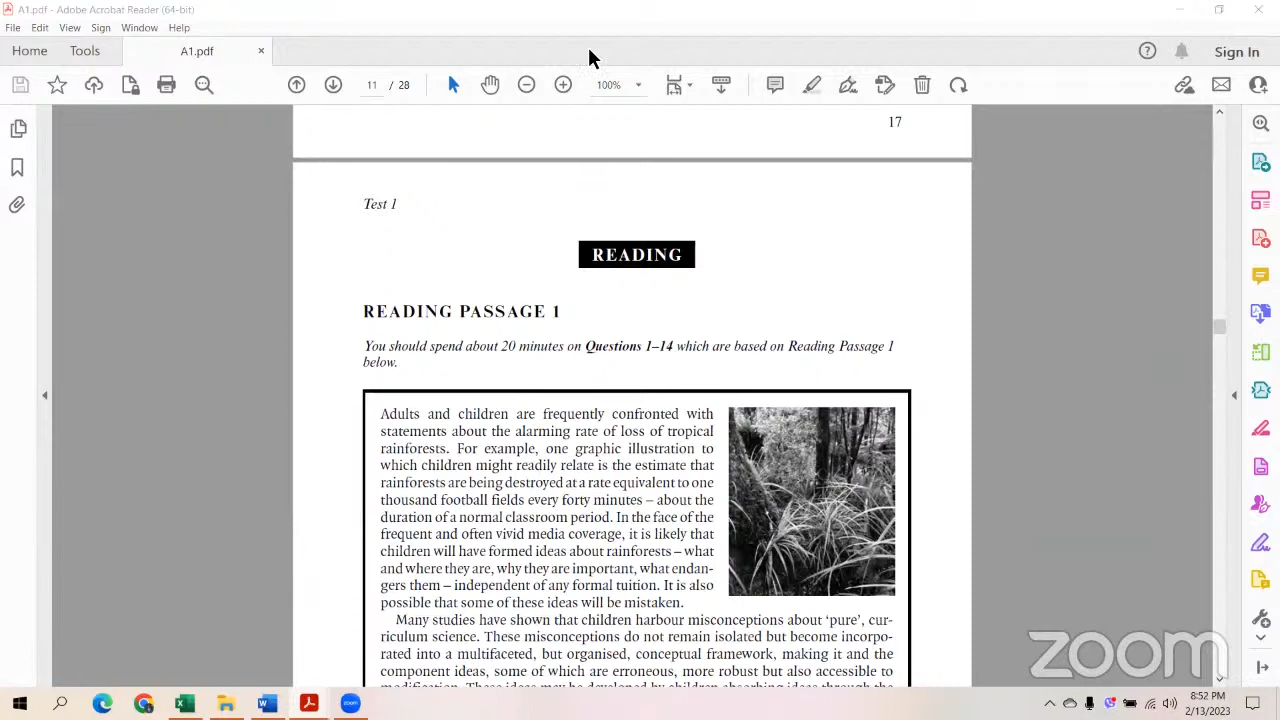 A1.pdf - Adobe Acrobat Reader (64-bit)
File Edit View Sign Window Help
Home Tools A1.pdf × Sign In
11 / 28 100%
17
Test 1
READING
READING PASSAGE 1
You should spend about 20 minutes on Questions 1–14 which are based on Reading Passage 1
below.
Adults and children are frequently confronted with
statements about the alarming rate of loss of tropical
rainforests. For example, one graphic illustration to
which children might readily relate is the estimate that
rainforests are being destroyed at a rate equivalent to one
thousand football fields every forty minutes – about the
duration of a normal classroom period. In the face of the
frequent and often vivid media coverage, it is likely that
children will have formed ideas about rainforests – what
and where they are, why they are important, what endan-
gers them – independent of any formal tuition. It is also
possible that some of these ideas will be mistaken.
Many studies have shown that children harbour misconceptions about ‘pure’, cur-
riculum science. These misconceptions do not remain isolated but become incorpo-
rated into a multifaceted, but organised, conceptual framework, making it and the
component ideas, some of which are erroneous, more robust but also accessible to
modification. These ideas may be developed by children absorbing ideas through the
zoom
zoom
8:52 PM
2/13/2023